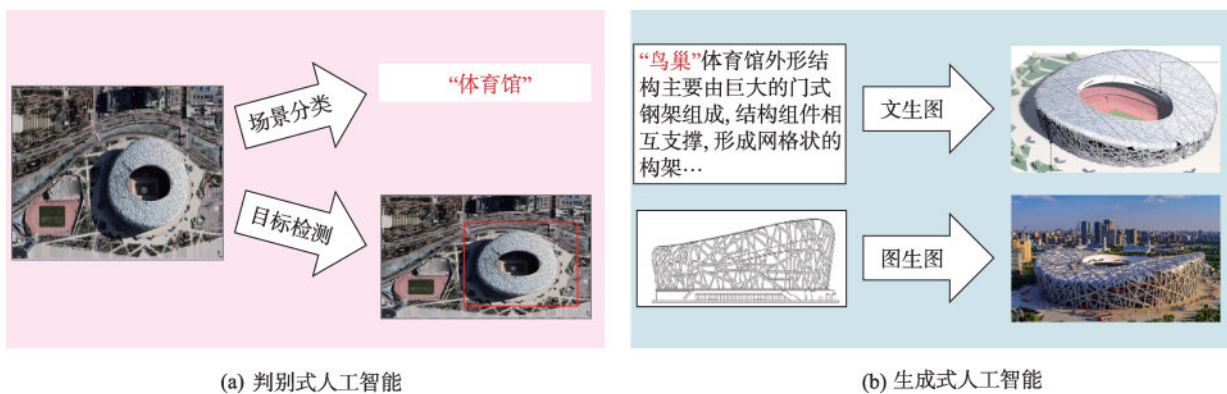 场景分类
“体育馆”
目标检测
(a) 判别式人工智能
“鸟巢”体育馆外形结
构主要由巨大的门式
钢架组成, 结构组件相
互支撑, 形成网格状的
构架…
文生图
图生图
(b) 生成式人工智能